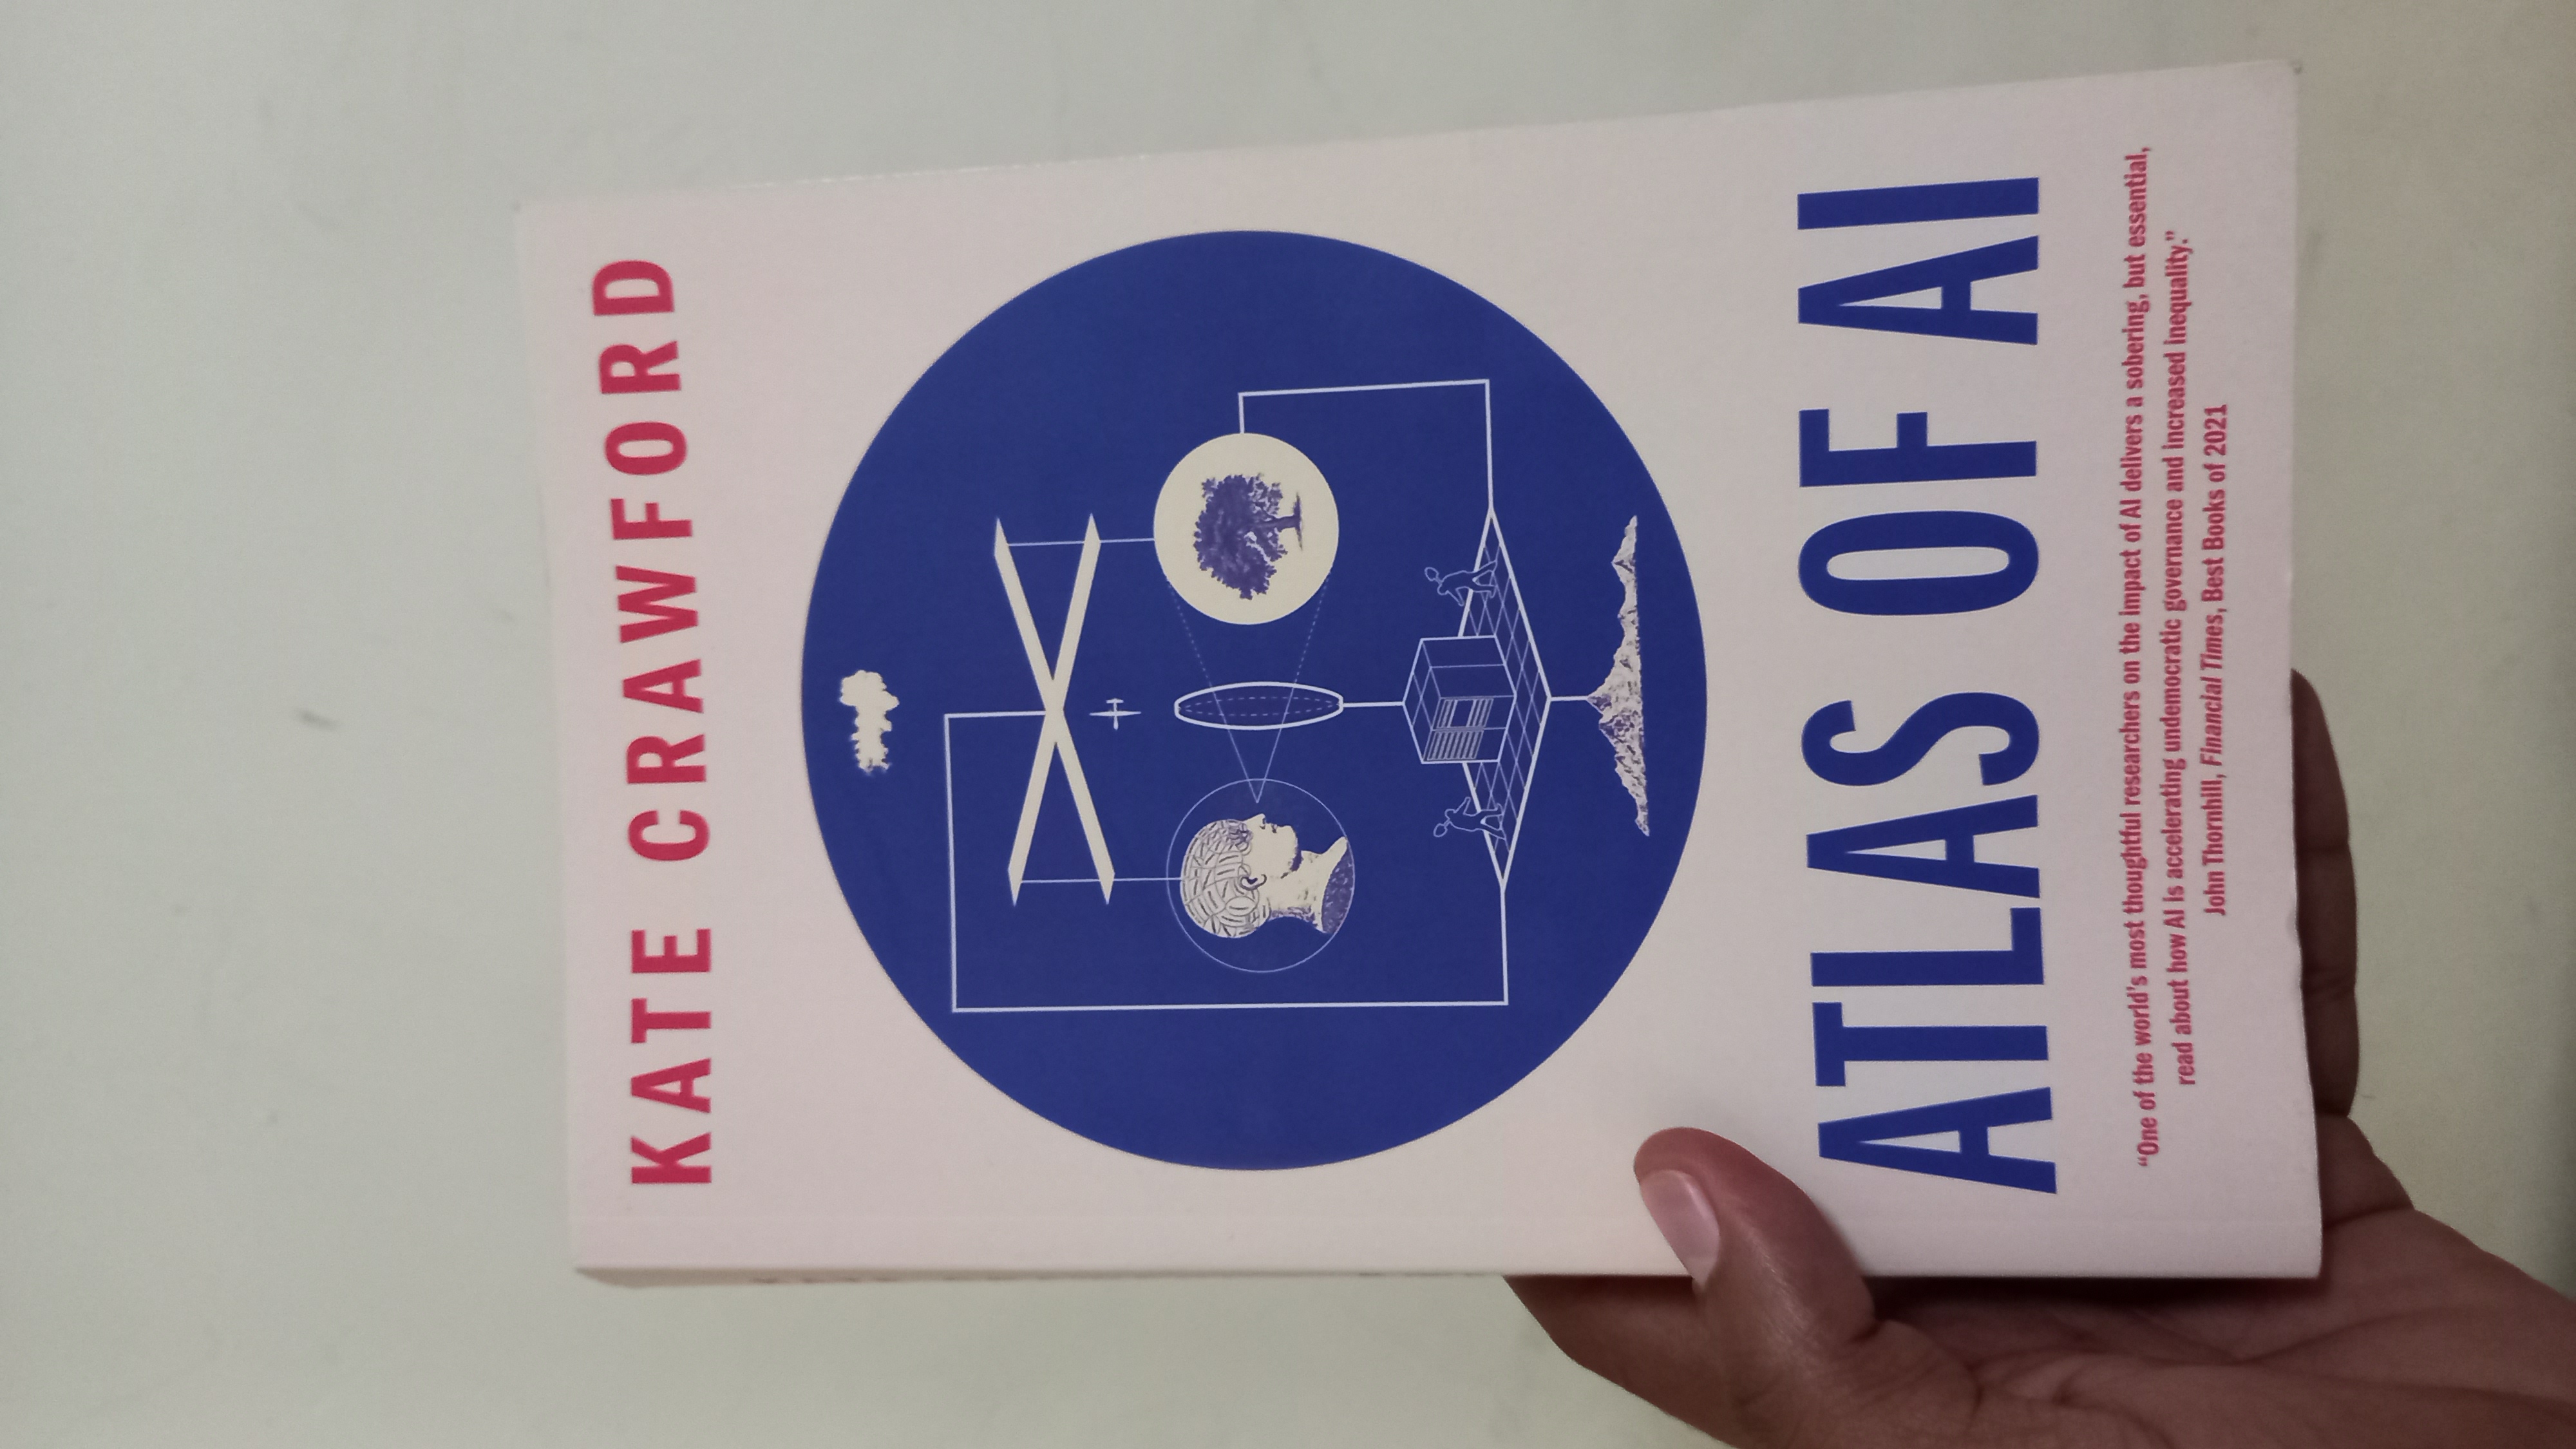 KATE CRAWFORD
ATLAS OF AI
“One of the world’s most thoughtful researchers on the impact of AI delivers a sobering, but essential,
read about how AI is accelerating undemocratic governance and increased inequality.”
John Thornhill, Financial Times, Best Books of 2021